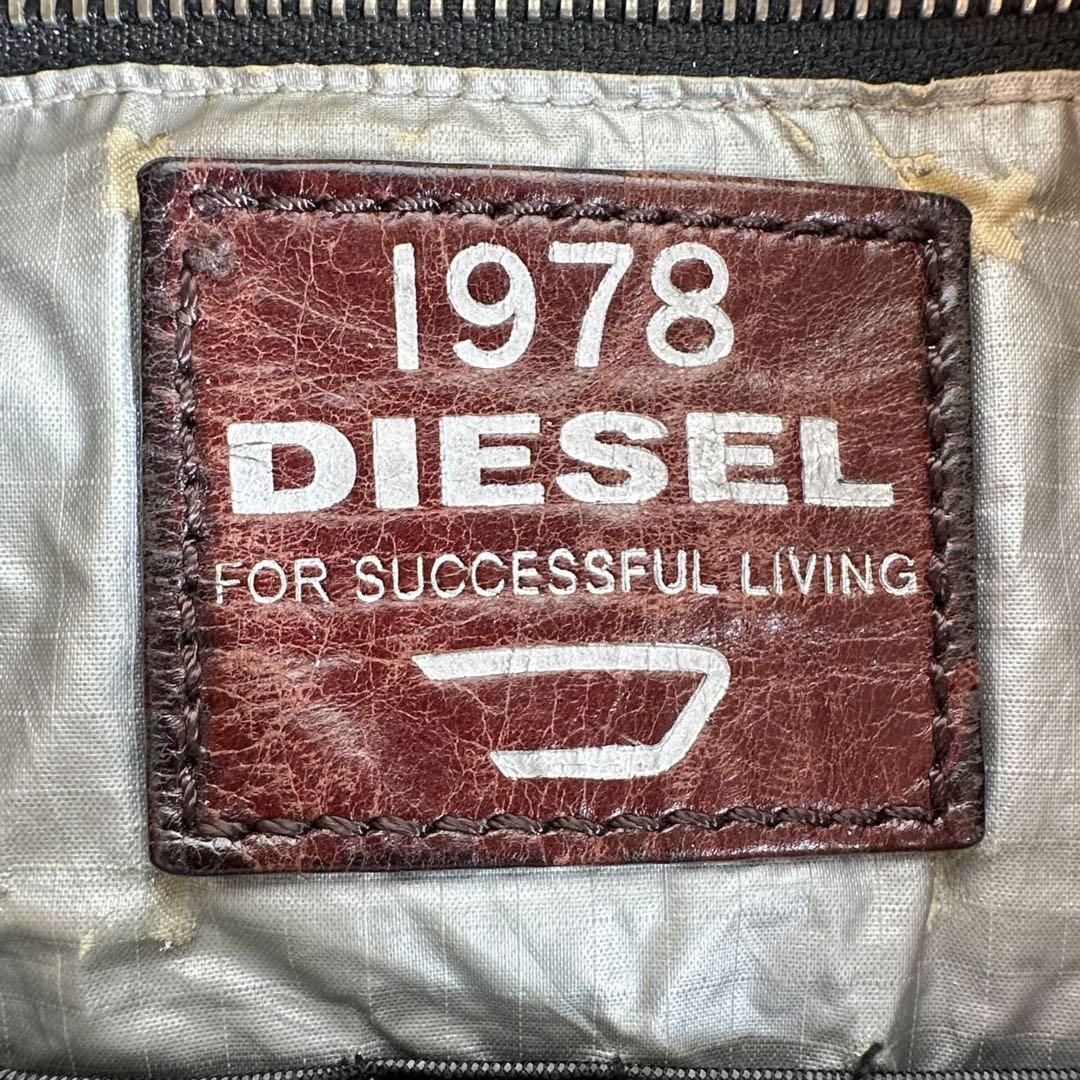 1978
DIESEL
FOR SUCCESSFUL LIVING